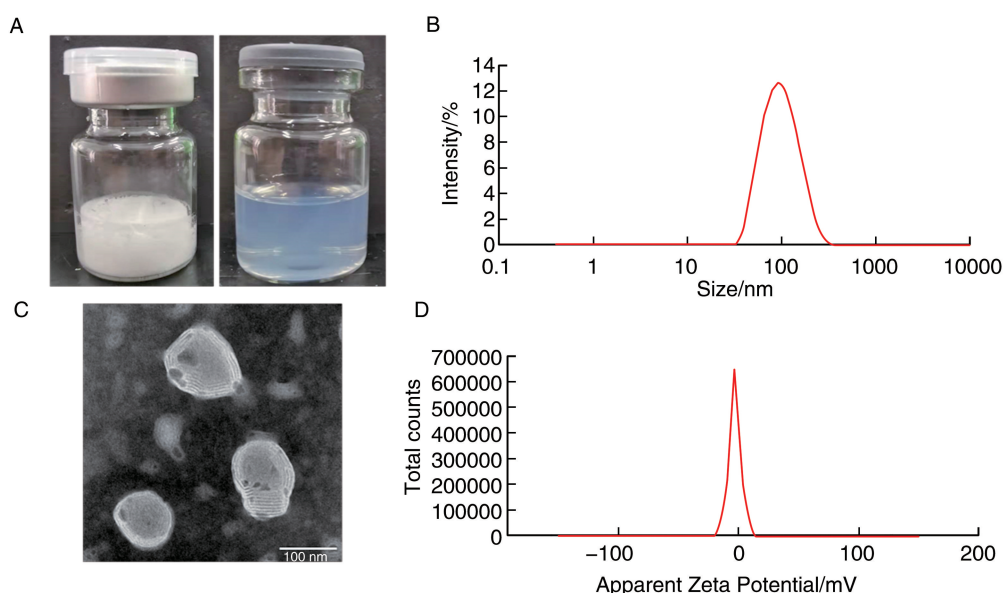 A
B
Intensity/%
14
12
10
8
6
4
2
0
0.1 1 10 100 1000 10000
Size/nm
C
100 nm
D
Total counts
700000
600000
500000
400000
300000
200000
100000
0
−100 0 100 200
Apparent Zeta Potential/mV